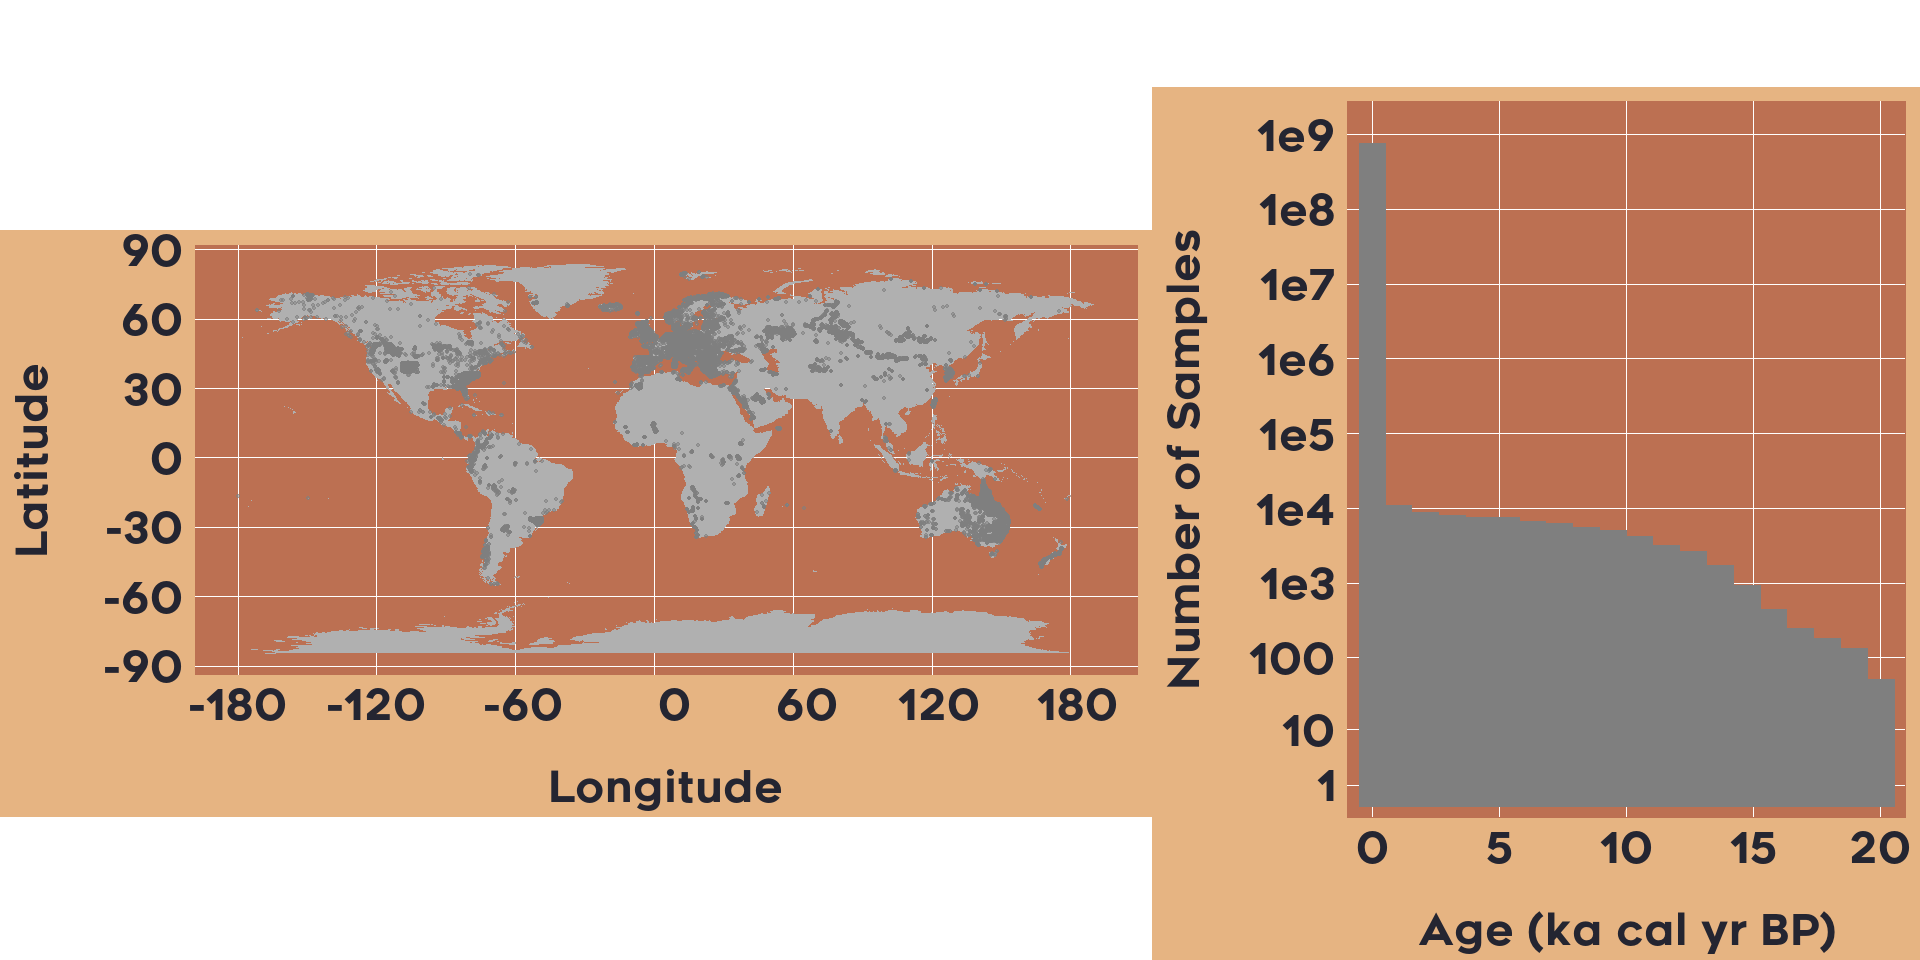 Latitude
90
60
30
0
-30
-60
-90
-180 -120 -60 0 60 120 180
Longitude
Number of Samples
1e9
1e8
1e7
1e6
1e5
1e4
1e3
100
10
1
0 5 10 15 20
Age (ka cal yr BP)